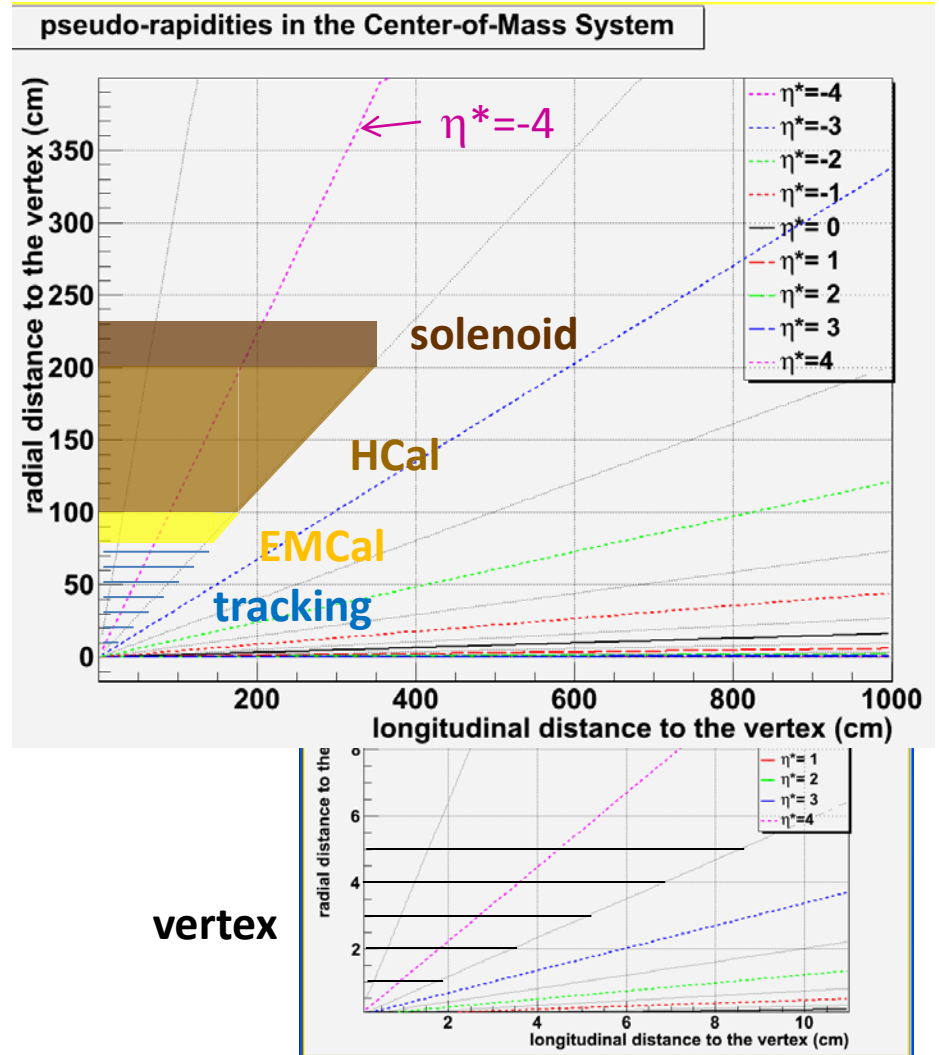 pseudo-rapidities in the Center-of-Mass System
radial distance to the vertex (cm)
350
300
250
200
150
100
50
0
η*=-4
η*=-4
η*=-3
η*=-2
η*=-1
η*= 0
η*= 1
η*= 2
η*= 3
η*= 4
solenoid
HCal
EMCal
tracking
200 400 600 800 1000
longitudinal distance to the vertex (cm)
radial distance to the
8
6
4
2
η*= 1
η*= 2
η*= 3
η*=4
vertex
2 4 6 8 10
longitudinal distance to the vertex (cm)